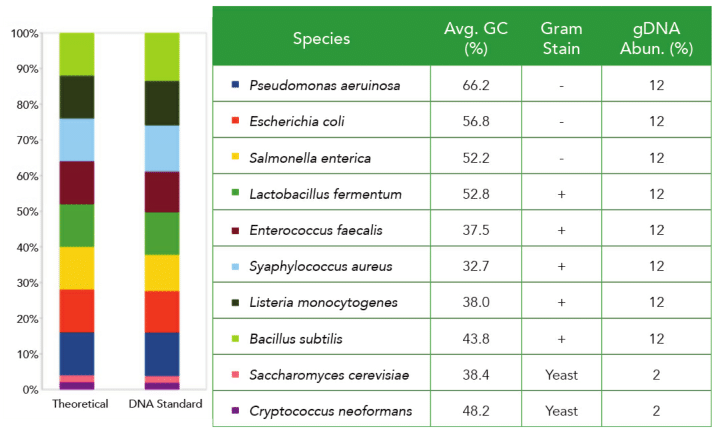 100%
90%
80%
70%
60%
50%
40%
30%
20%
10%
0%
Theoretical DNA Standard
Species Avg. GC (%) Gram Stain gDNA Abun. (%)
Pseudomonas aeruinosa 66.2 - 12
Escherichia coli 56.8 - 12
Salmonella enterica 52.2 - 12
Lactobacillus fermentum 52.8 + 12
Enterococcus faecalis 37.5 + 12
Syaphylococcus aureus 32.7 + 12
Listeria monocytogenes 38.0 + 12
Bacillus subtilis 43.8 + 12
Saccharomyces cerevisiae 38.4 Yeast 2
Cryptococcus neoformans 48.2 Yeast 2